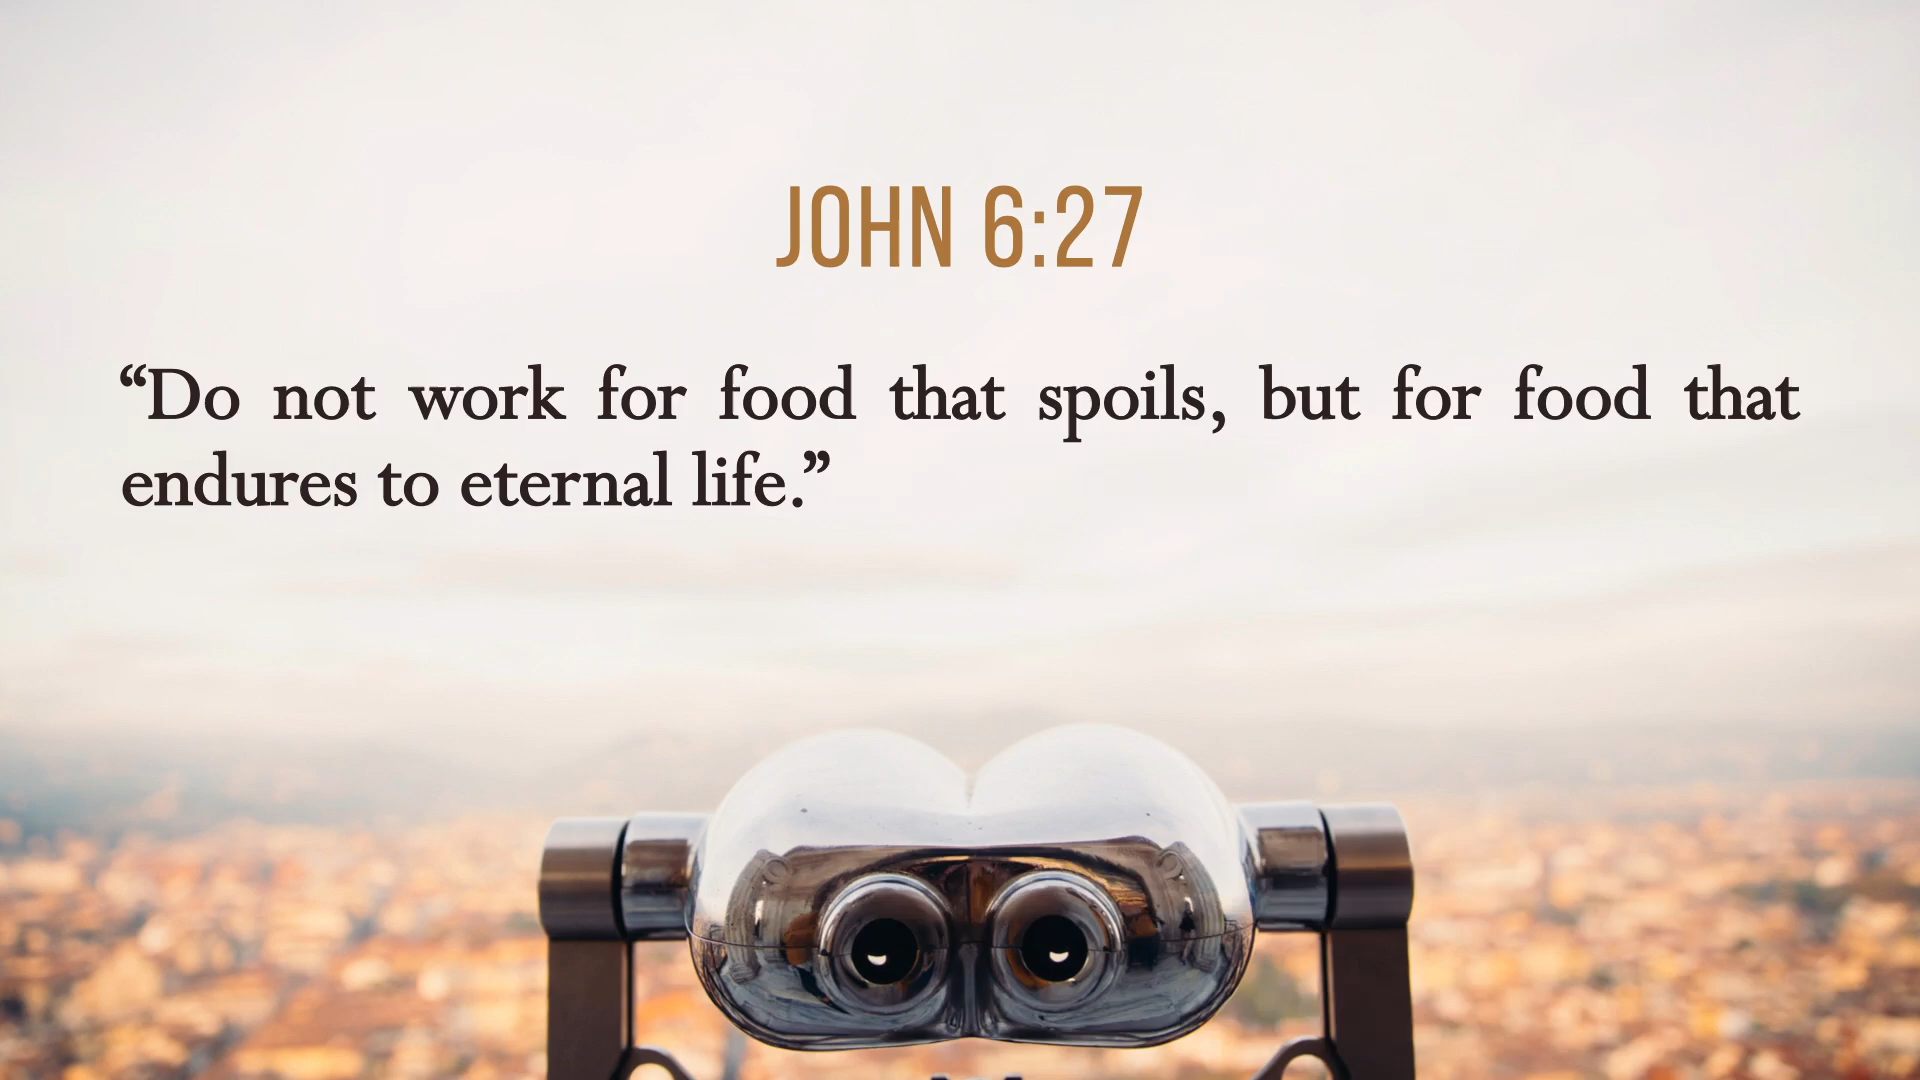 JOHN 6:27
“Do not work for food that spoils, but for food that
endures to eternal life.”